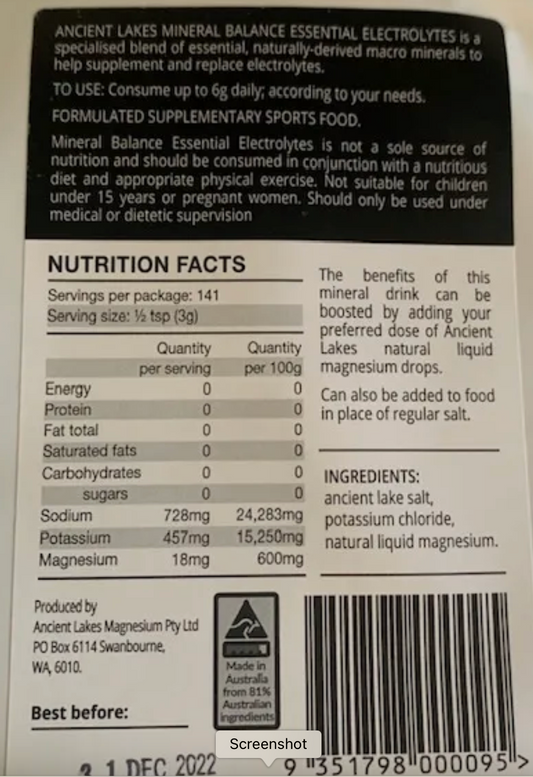 ANCIENT LAKES MINERAL BALANCE ESSENTIAL ELECTROLYTES is a
specialised blend of essential, naturally-derived macro minerals to
help supplement and replace electrolytes.
TO USE: Consume up to 6g daily; according to your needs.
FORMULATED SUPPLEMENTARY SPORTS FOOD.
Mineral Balance Essential Electrolytes is not a sole source of
nutrition and should be consumed in conjunction with a nutritious
diet and appropriate physical exercise. Not suitable for children
under 15 years or pregnant women. Should only be used under
medical or dietetic supervision
NUTRITION FACTS
Servings per package: 141
Serving size: ½ tsp (3g)
Quantity Quantity
per serving per 100g
Energy 0 0
Protein 0 0
Fat total 0 0
Saturated fats 0 0
Carbohydrates 0 0
sugars 0 0
Sodium 728mg 24,283mg
Potassium 457mg 15,250mg
Magnesium 18mg 600mg
The benefits of this
mineral drink can be
boosted by adding your
preferred dose of Ancient
Lakes natural liquid
magnesium drops.
Can also be added to food
in place of regular salt.
INGREDIENTS:
ancient lake salt,
potassium chloride,
natural liquid magnesium.
Produced by
Ancient Lakes Magnesium Pty Ltd
PO Box 6114 Swanbourne,
WA, 6010.
Best before:
31 DEC 2022
Made in
Australia
from 81%
Australian
ingredients
Screenshot
9 351798 000095 >